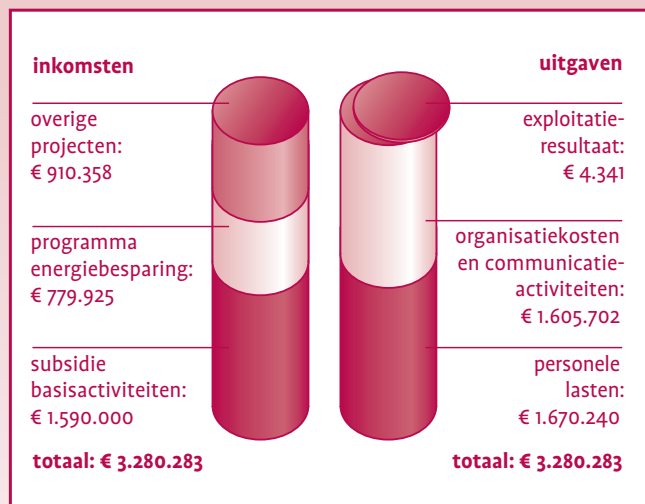 inkomsten
overige
projecten:
€ 910.358
programma
energiebesparing:
€ 779.925
subsidie
basisactiviteiten:
€ 1.590.000
totaal: € 3.280.283
uitgaven
exploitatie-
resultaat:
€ 4.341
organisatiekosten
en communicatie-
activiteiten:
€ 1.605.702
personele
lasten:
€ 1.670.240
totaal: € 3.280.283